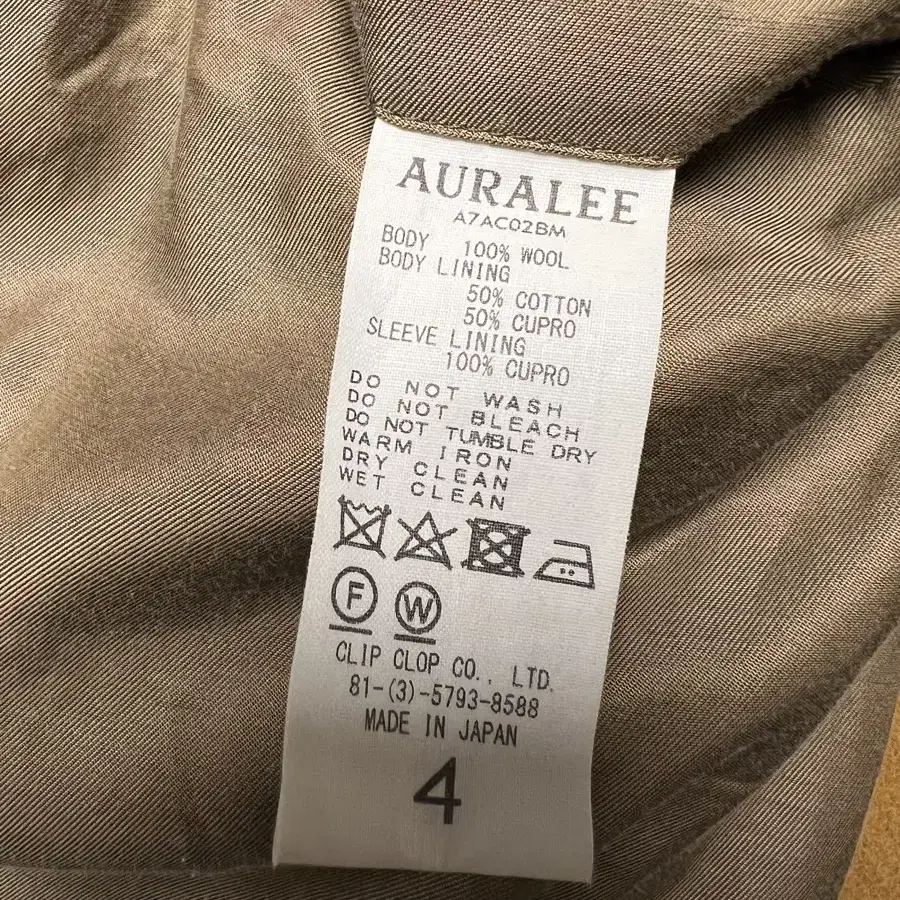 AURALEE
A7AC02BM
BODY 100% WOOL
BODY LINING
50% COTTON
50% CUPRO
SLEEVE LINING
100% CUPRO
DO NOT WASH
DO NOT BLEACH
DO NOT TUMBLE DRY
WARM IRON
DRY CLEAN
WET CLEAN
F W
CLIP CLOP CO., LTD.
81-(3)-5793-8588
MADE IN JAPAN
4